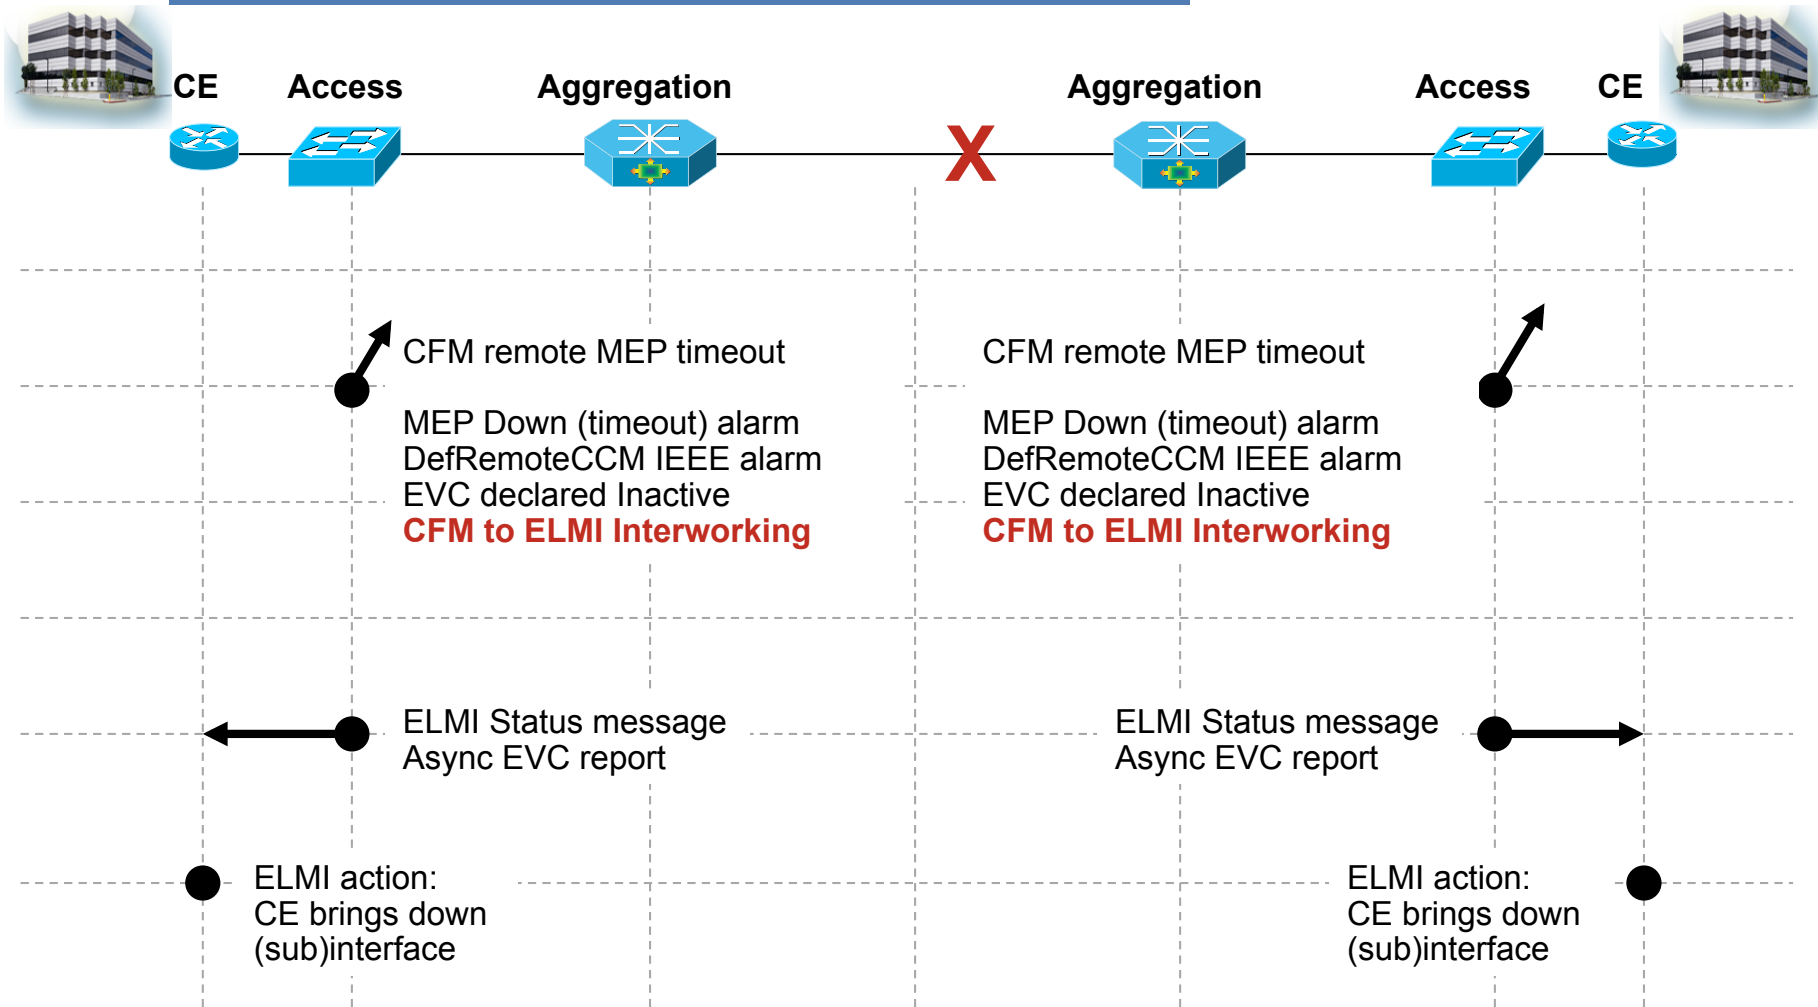 CE Access Aggregation Aggregation Access CE
X
CFM remote MEP timeout
MEP Down (timeout) alarm
DefRemoteCCM IEEE alarm
EVC declared Inactive
CFM to ELMI Interworking
CFM remote MEP timeout
MEP Down (timeout) alarm
DefRemoteCCM IEEE alarm
EVC declared Inactive
CFM to ELMI Interworking
ELMI Status message
Async EVC report
ELMI Status message
Async EVC report
ELMI action:
CE brings down
(sub)interface
ELMI action:
CE brings down
(sub)interface